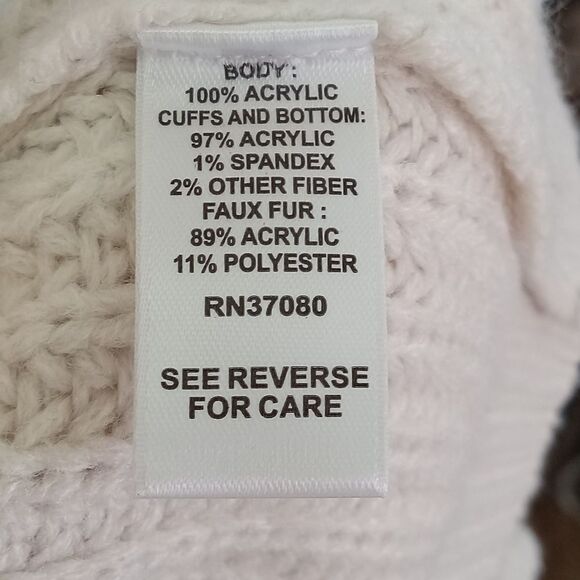 BODY :
100% ACRYLIC
CUFFS AND BOTTOM:
97% ACRYLIC
1% SPANDEX
2% OTHER FIBER
FAUX FUR :
89% ACRYLIC
11% POLYESTER
RN37080
SEE REVERSE
FOR CARE